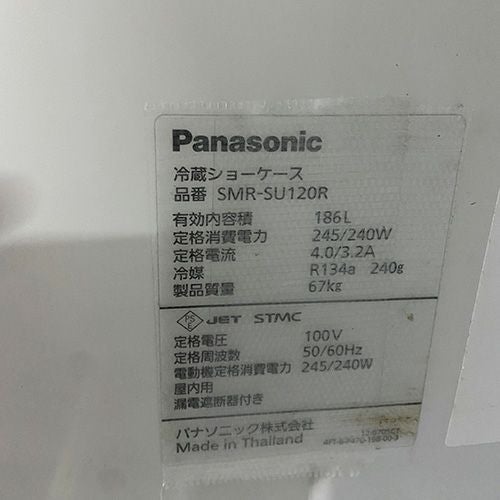 Panasonic
冷蔵ショーケース
品番 SMR-SU120R
有効内容積 186L
定格消費電力 245/240W
定格電流 4.0/3.2A
冷媒 R134a 240g
製品質量 67kg
PSE JET STMC
定格電圧 100V
定格周波数 50/60Hz
電動機定格消費電力 245/240W
屋内用
漏電遮断器付き
パナソニック株式会社
Made in Thailand